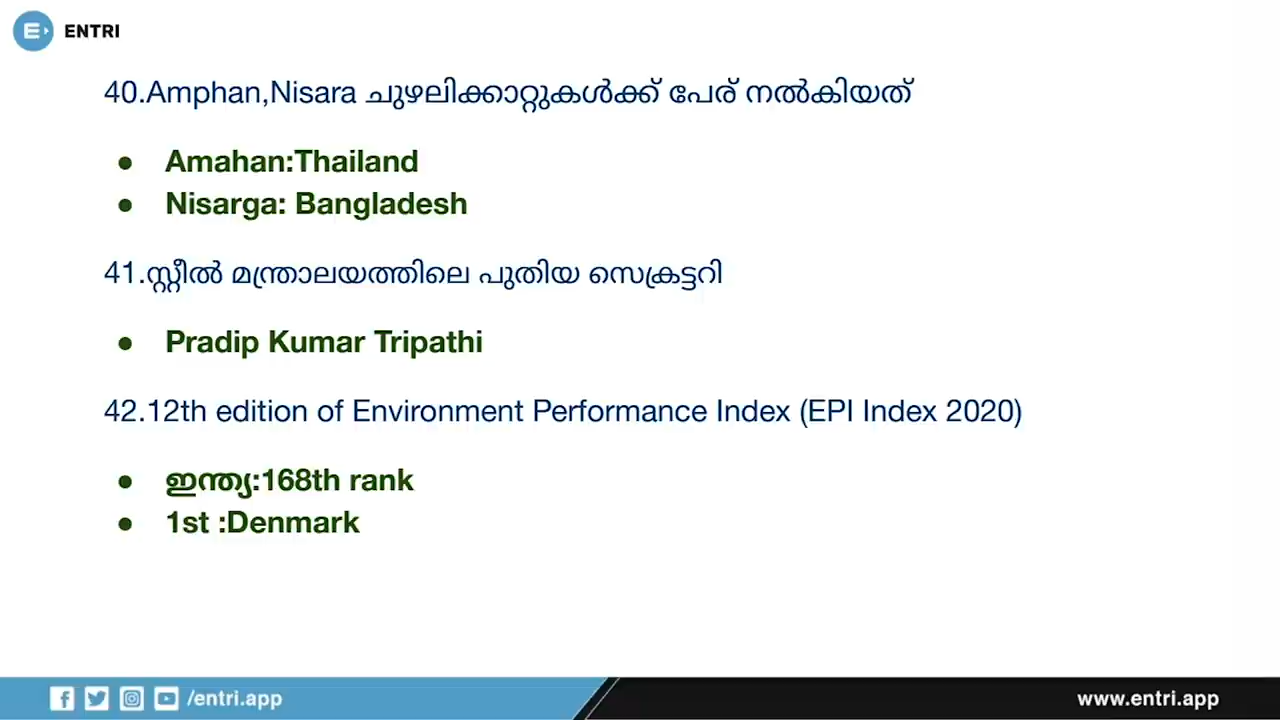 ENTRI
40.Amphan,Nisara ചുഴലിക്കാറ്റുകൾക്ക് പേര് നൽകിയത്
● Amahan:Thailand
● Nisarga: Bangladesh
41.സ്റ്റീൽ മന്ത്രാലയത്തിലെ പുതിയ സെക്രട്ടറി
● Pradip Kumar Tripathi
42.12th edition of Environment Performance Index (EPI Index 2020)
● ഇന്ത്യ:168th rank
● 1st :Denmark
/entri.app
www.entri.app